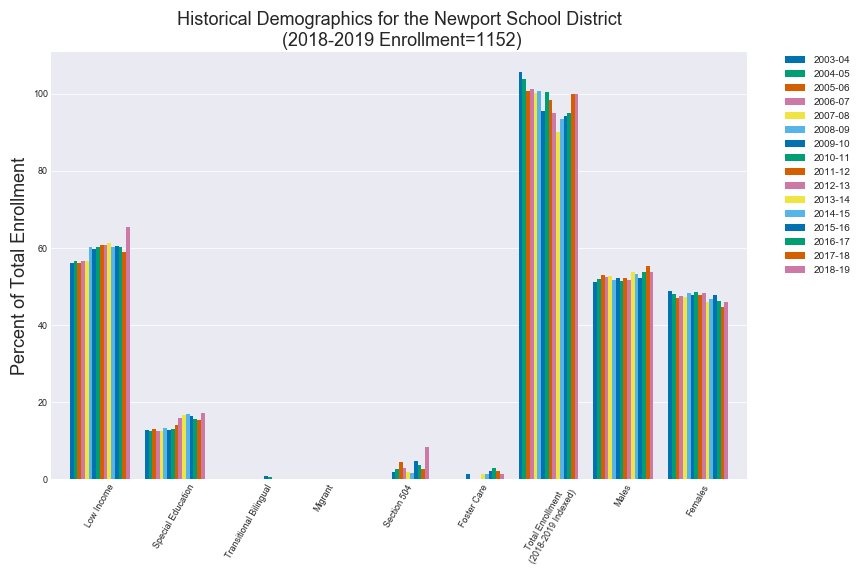 Historical Demographics for the Newport School District
(2018-2019 Enrollment=1152)
Percent of Total Enrollment
100
80
60
40
20
0
Low Income
Special Education
Transitional Bilingual
Migrant
Section 504
Foster Care
Total Enrollment
(2018-2019 Indexed)
Males
Females
2003-04
2004-05
2005-06
2006-07
2007-08
2008-09
2009-10
2010-11
2011-12
2012-13
2013-14
2014-15
2015-16
2016-17
2017-18
2018-19